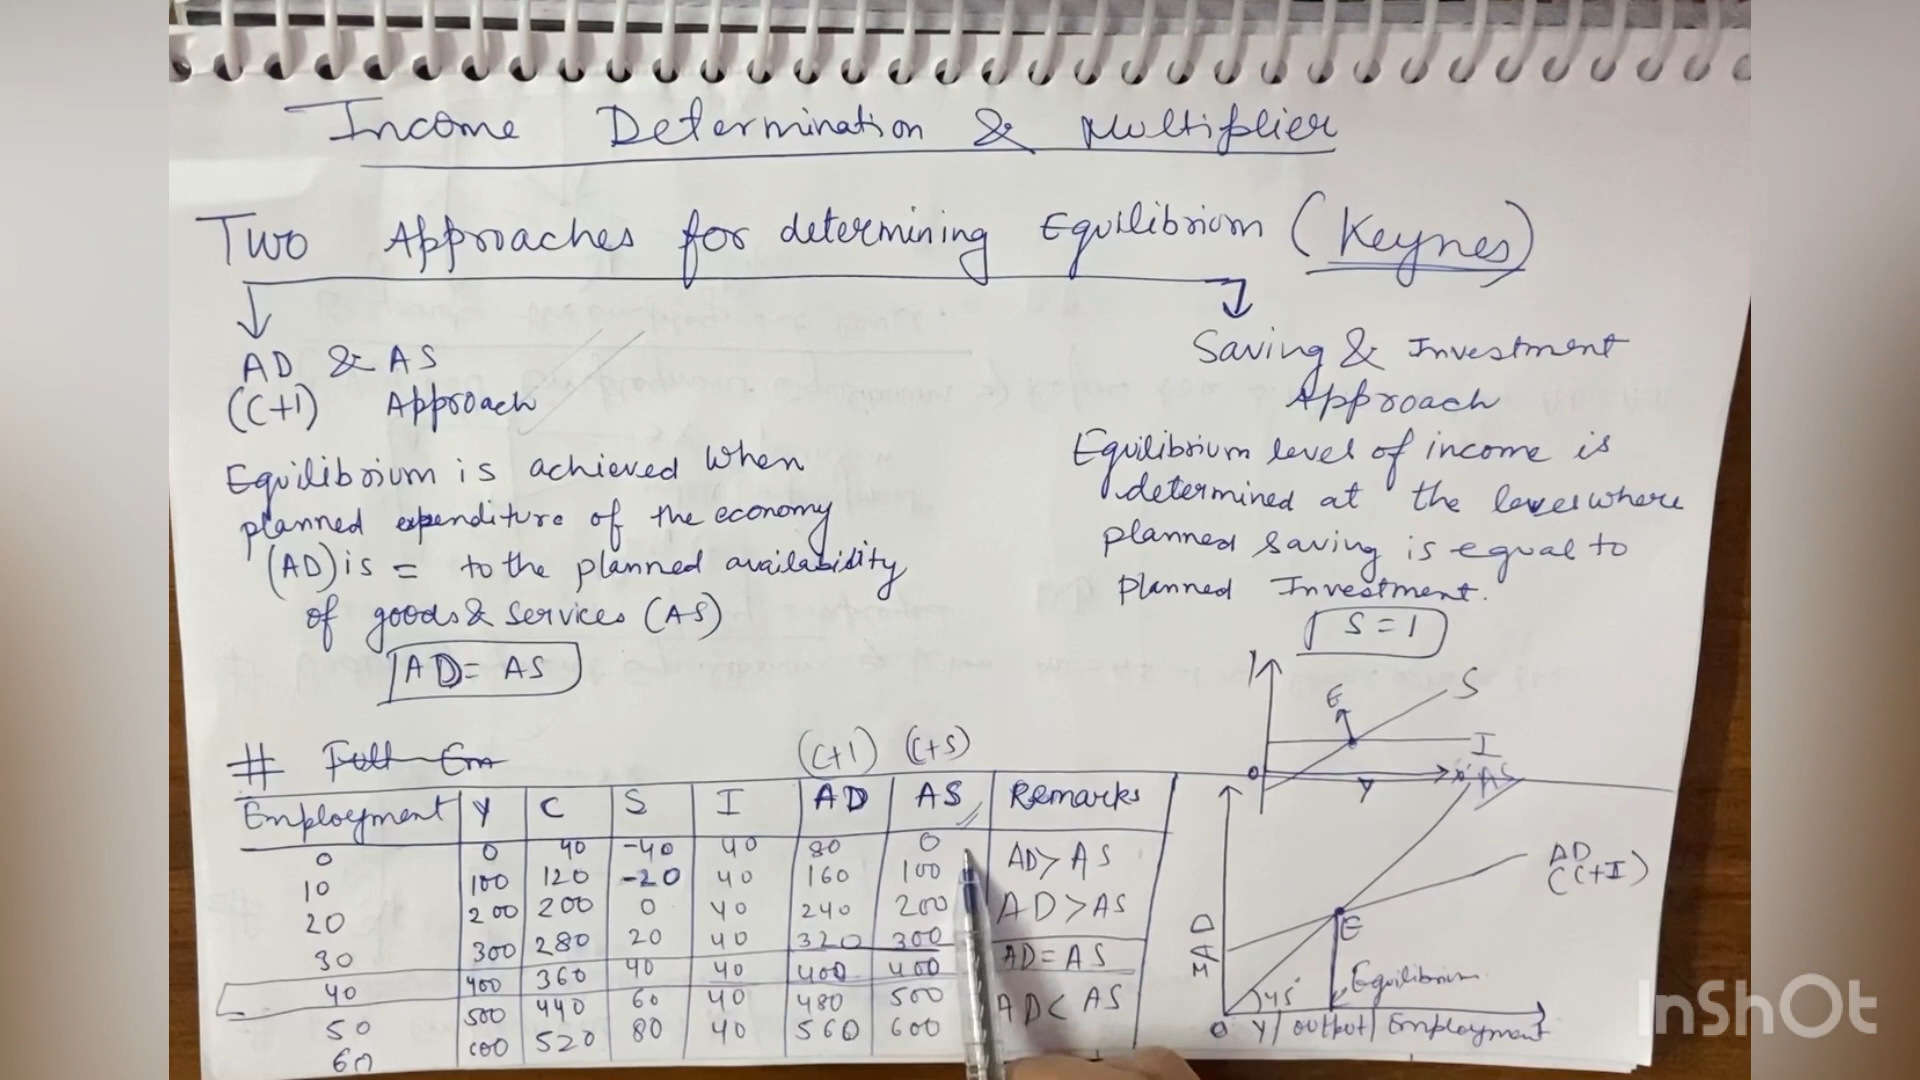 Income Determination & Multiplier
Two Approaches for determining Equilibrium (Keynes)
AD & AS
(C+I) Approach
Equilibrium is achieved when
planned expenditure of the economy
(AD) is = to the planned availability
of goods & services (AS)
AD = AS
Saving & Investment
Approach
Equilibrium level of income is
determined at the level where
planned saving is equal to
planned Investment.
S = I
Y
E
S
I
O
Y
X
# Full Em
(C+I) (C+S)
Employment Y C S I AD AS Remarks
0 0 40 -40 40 80 0 AD > AS
10 100 120 -20 40 160 100
20 200 200 0 40 240 200 AD > AS
30 300 280 20 40 320 300
40 400 360 40 40 400 400 AD = AS
50 500 440 60 40 480 500 AD < AS
60 600 520 80 40 560 600
AS
AD
(C+I)
E
AD
45°
Equilibrium
O Y/output/Employment
InShOt